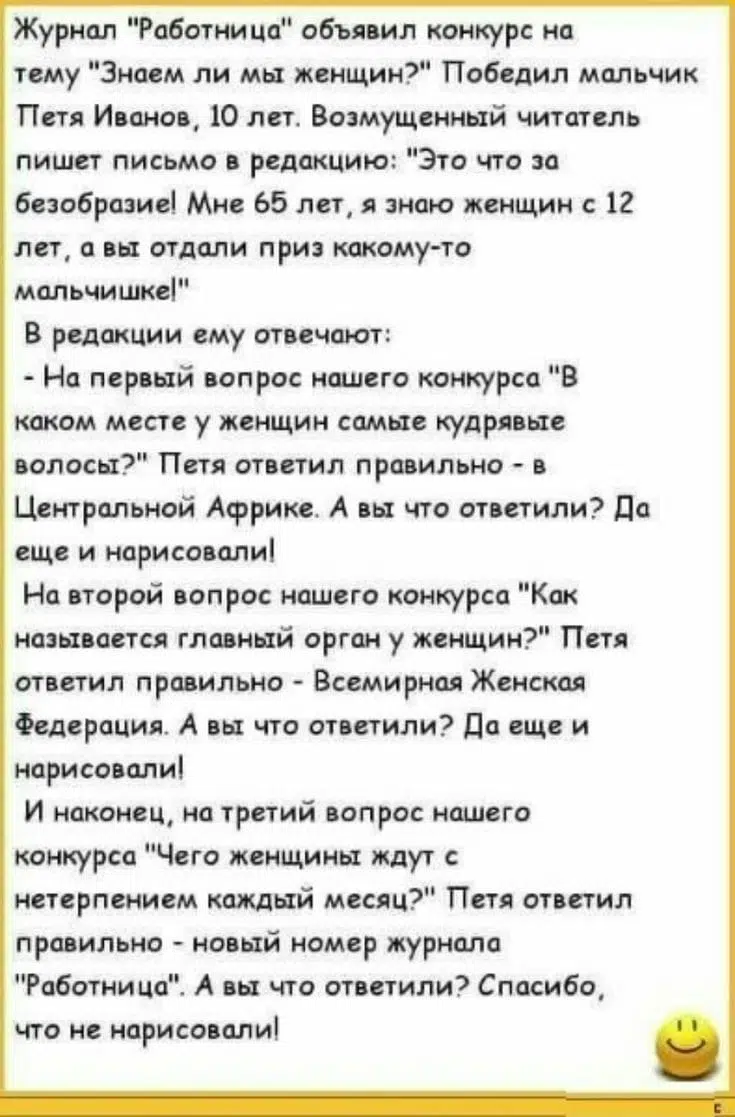 Журнал "Работница" объявил конкурс на
тему "Знаем ли мы женщин?" Победил мальчик
Петя Иванов, 10 лет. Возмущенный читатель
пишет письмо в редакцию: "Это что за
безобразие! Мне 65 лет, я знаю женщин с 12
лет, а вы отдали приз какому-то
мальчишке!"
В редакции ему отвечают:
- На первый вопрос нашего конкурса "В
каком месте у женщин самые кудрявые
волосы?" Петя ответил правильно - в
Центральной Африке. А вы что ответили? Да
еще и нарисовали!
На второй вопрос нашего конкурса "Как
называется главный орган у женщин?" Петя
ответил правильно - Всемирная Женская
Федерация. А вы что ответили? Да еще и
нарисовали!
И наконец, на третий вопрос нашего
конкурса "Чего женщины ждут с
нетерпением каждый месяц?" Петя ответил
правильно - новый номер журнала
"Работница". А вы что ответили? Спасибо,
что не нарисовали!